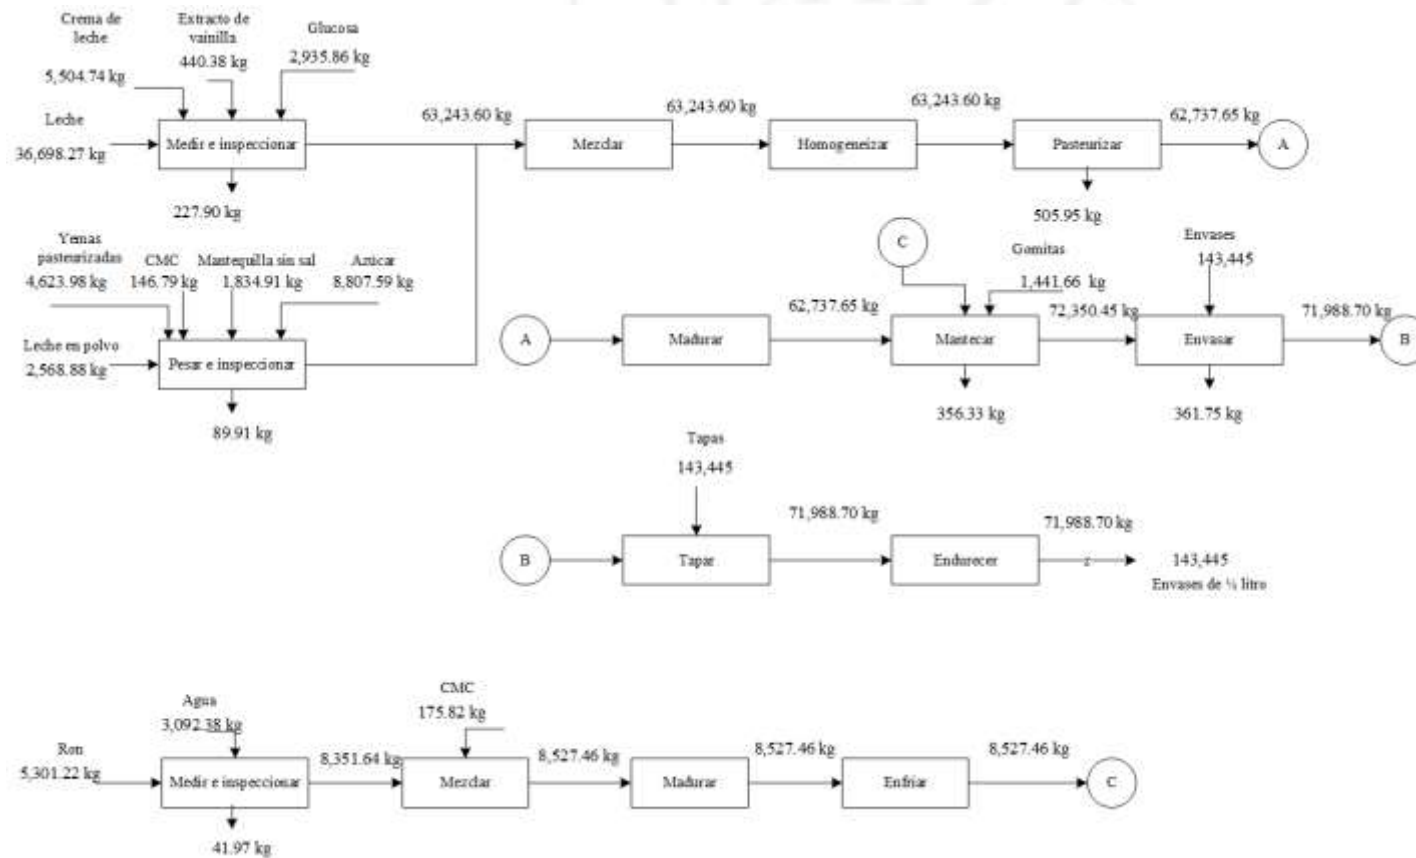 Crema de
leche
5,504.74 kg
Extracto de
vainilla
440.38 kg
Glucosa
2,935.86 kg
Leche
36,698.27 kg
Medir e inspeccionar
227.90 kg
63,243.60 kg
Mezclar
63,243.60 kg
Homogeneizar
63,243.60 kg
Pasteurizar
62,737.65 kg
A
505.95 kg
Yemas
pasteurizadas
4,623.98 kg
CMC
146.79 kg
Mantequilla sin sal
1,834.91 kg
Azúcar
8,807.59 kg
Leche en polvo
2,568.88 kg
Pesar e inspeccionar
89.91 kg
A
Madurar
62,737.65 kg
C
Gomitas
1,441.66 kg
Mantecar
356.33 kg
72,350.45 kg
Envases
143,445
Envasar
361.75 kg
71,988.70 kg
B
Tapas
143,445
B
Tapar
71,988.70 kg
Endurecer
71,988.70 kg
z
143,445
Envases de ½ litro
Ron
5,301.22 kg
Agua
3,092.38 kg
Medir e inspeccionar
41.97 kg
8,351.64 kg
CMC
175.82 kg
Mezclar
8,527.46 kg
Madurar
8,527.46 kg
Enfriar
8,527.46 kg
C